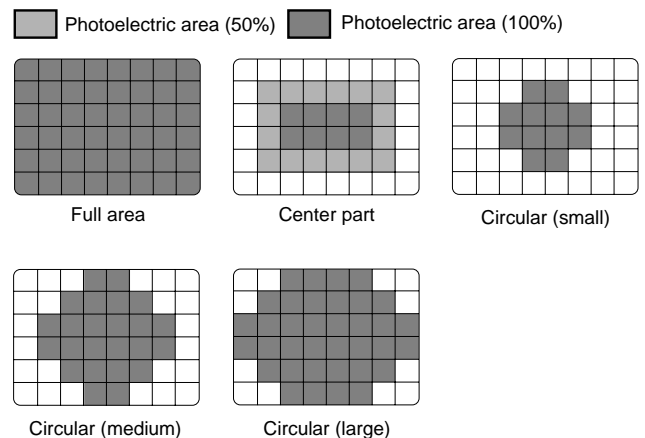 Photoelectric area (50%) Photoelectric area (100%)
Full area Center part Circular (small)
Circular (medium) Circular (large)